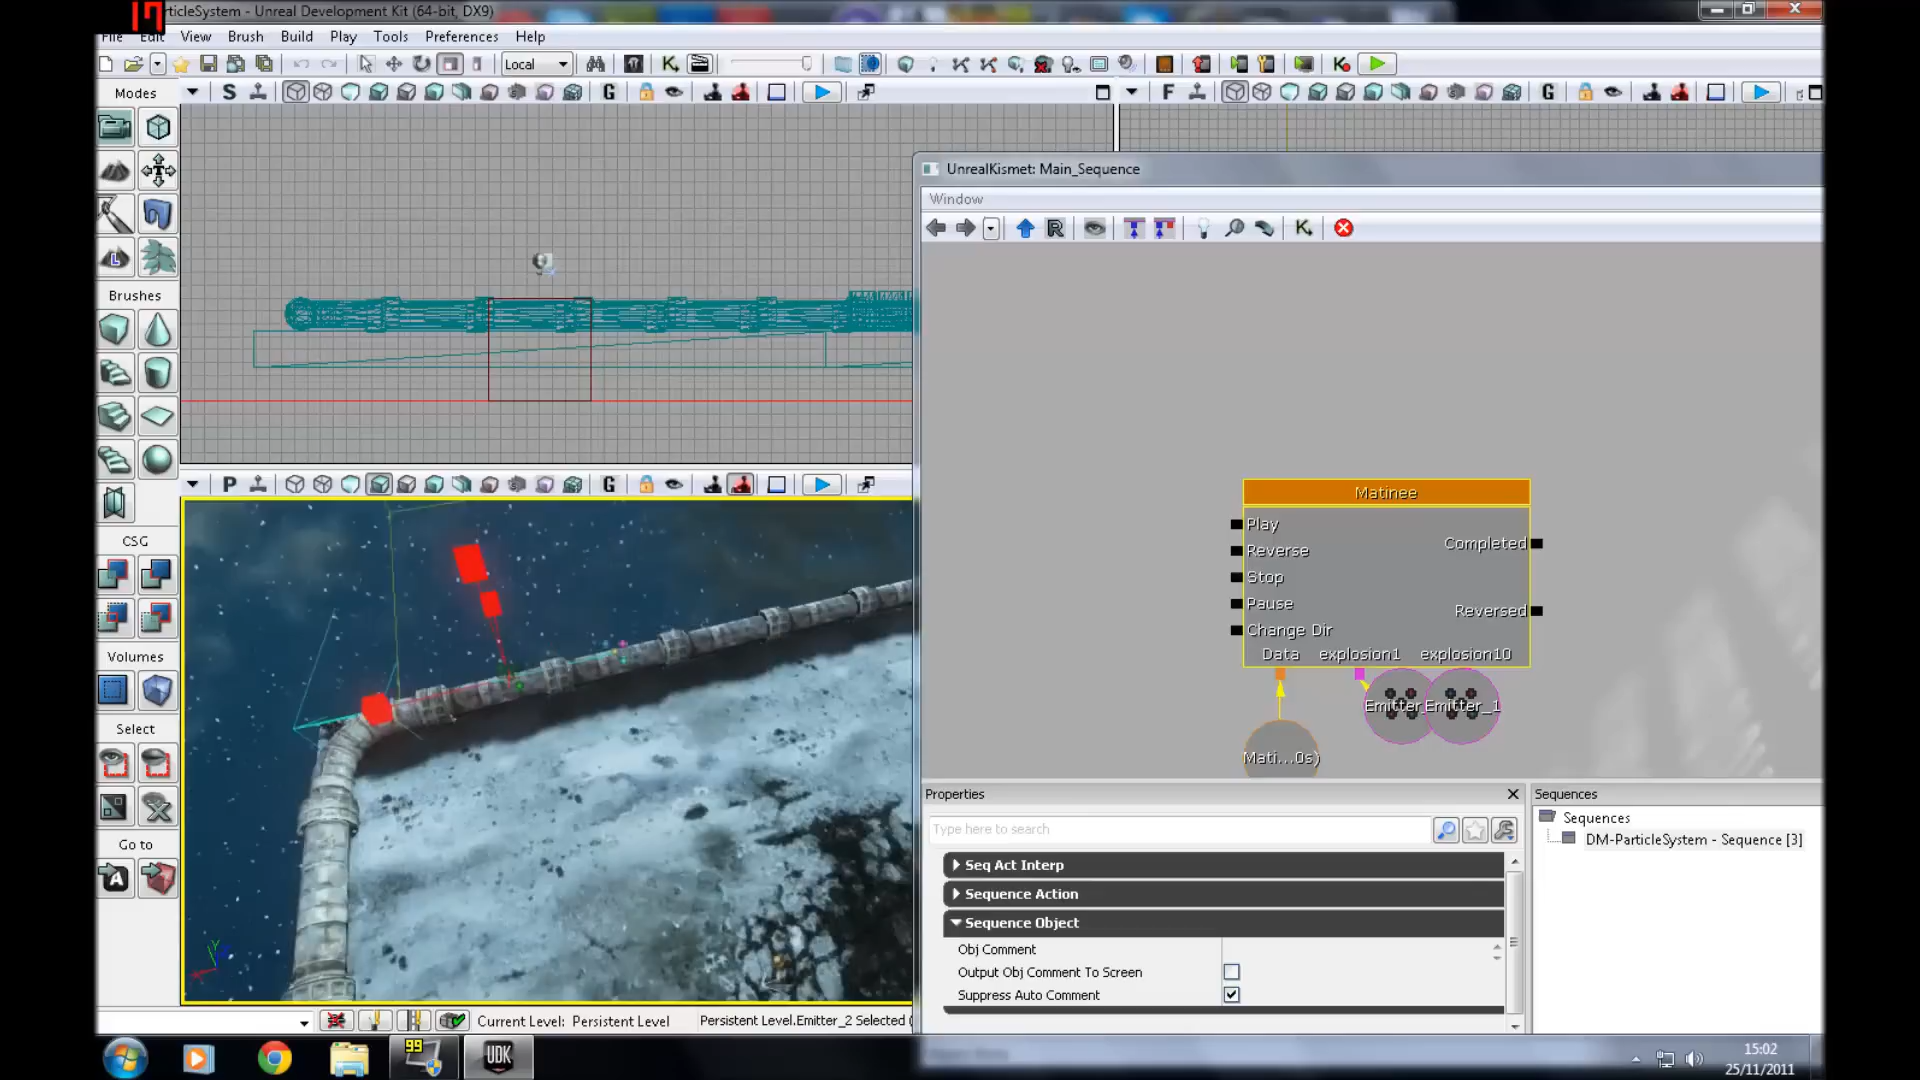 17
rticleSystem - Unreal Development Kit (64-bit, DX9)
File Edit View Brush Build Play Tools Preferences Help
Local
Modes
S G F G
UnrealKismet: Main_Sequence
Window
R
L
Brushes
Matinee
Play
Reverse
Stop
Pause
Change Dir
Completed
Reversed
Data explosion1 explosion10
Emitter Emitter_1
Mati...0s)
P G
CSG
Volumes
Select
Go to
A
Properties
Type here to search
Seq Act Interp
Sequence Action
Sequence Object
Obj Comment
Output Obj Comment To Screen
Suppress Auto Comment
Sequences
Sequences
DM-ParticleSystem - Sequence [3]
Current Level: Persistent Level
Persistent Level.Emitter_2 Selected (
99
UDK
15:02
25/11/2011